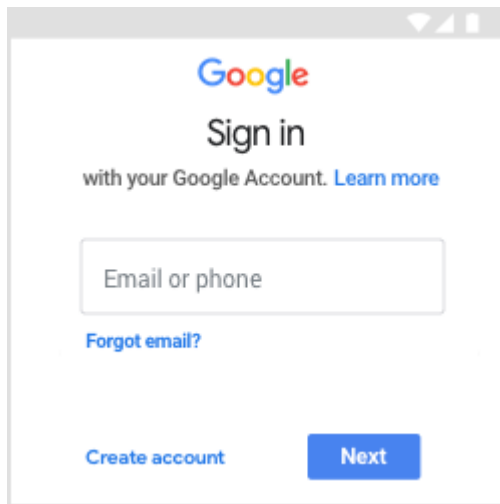 Google
Sign in
with your Google Account. Learn more
Email or phone
Forgot email?
Create account
Next